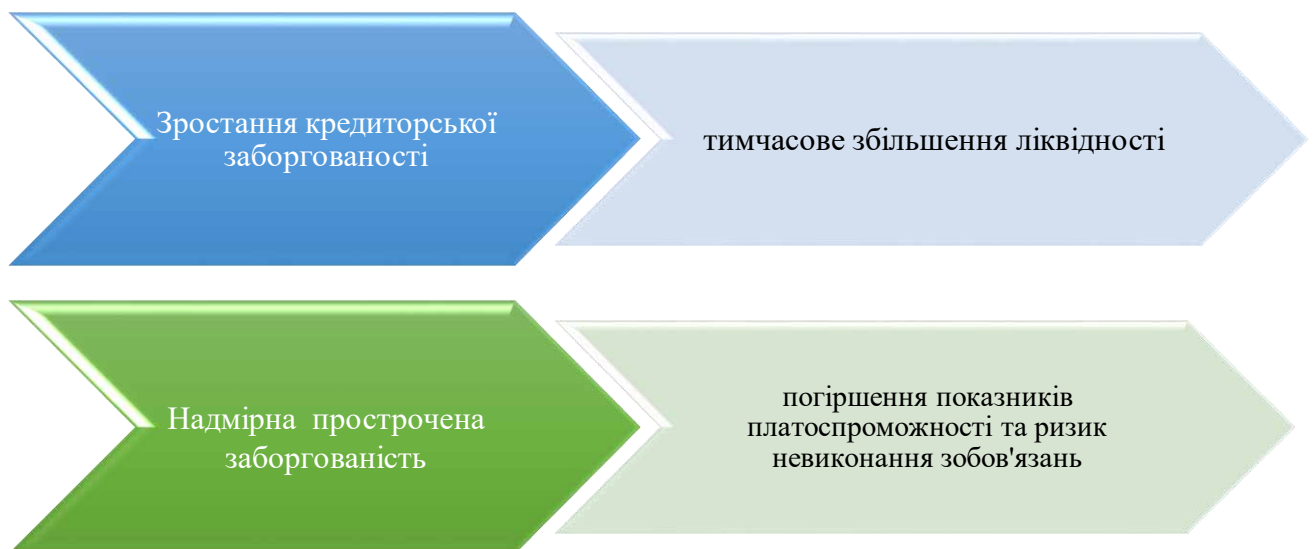 Зростання кредиторської
заборгованості
тимчасове збільшення ліквідності
Надмірна прострочена
заборгованість
погіршення показників
платоспроможності та ризик
невиконання зобов'язань